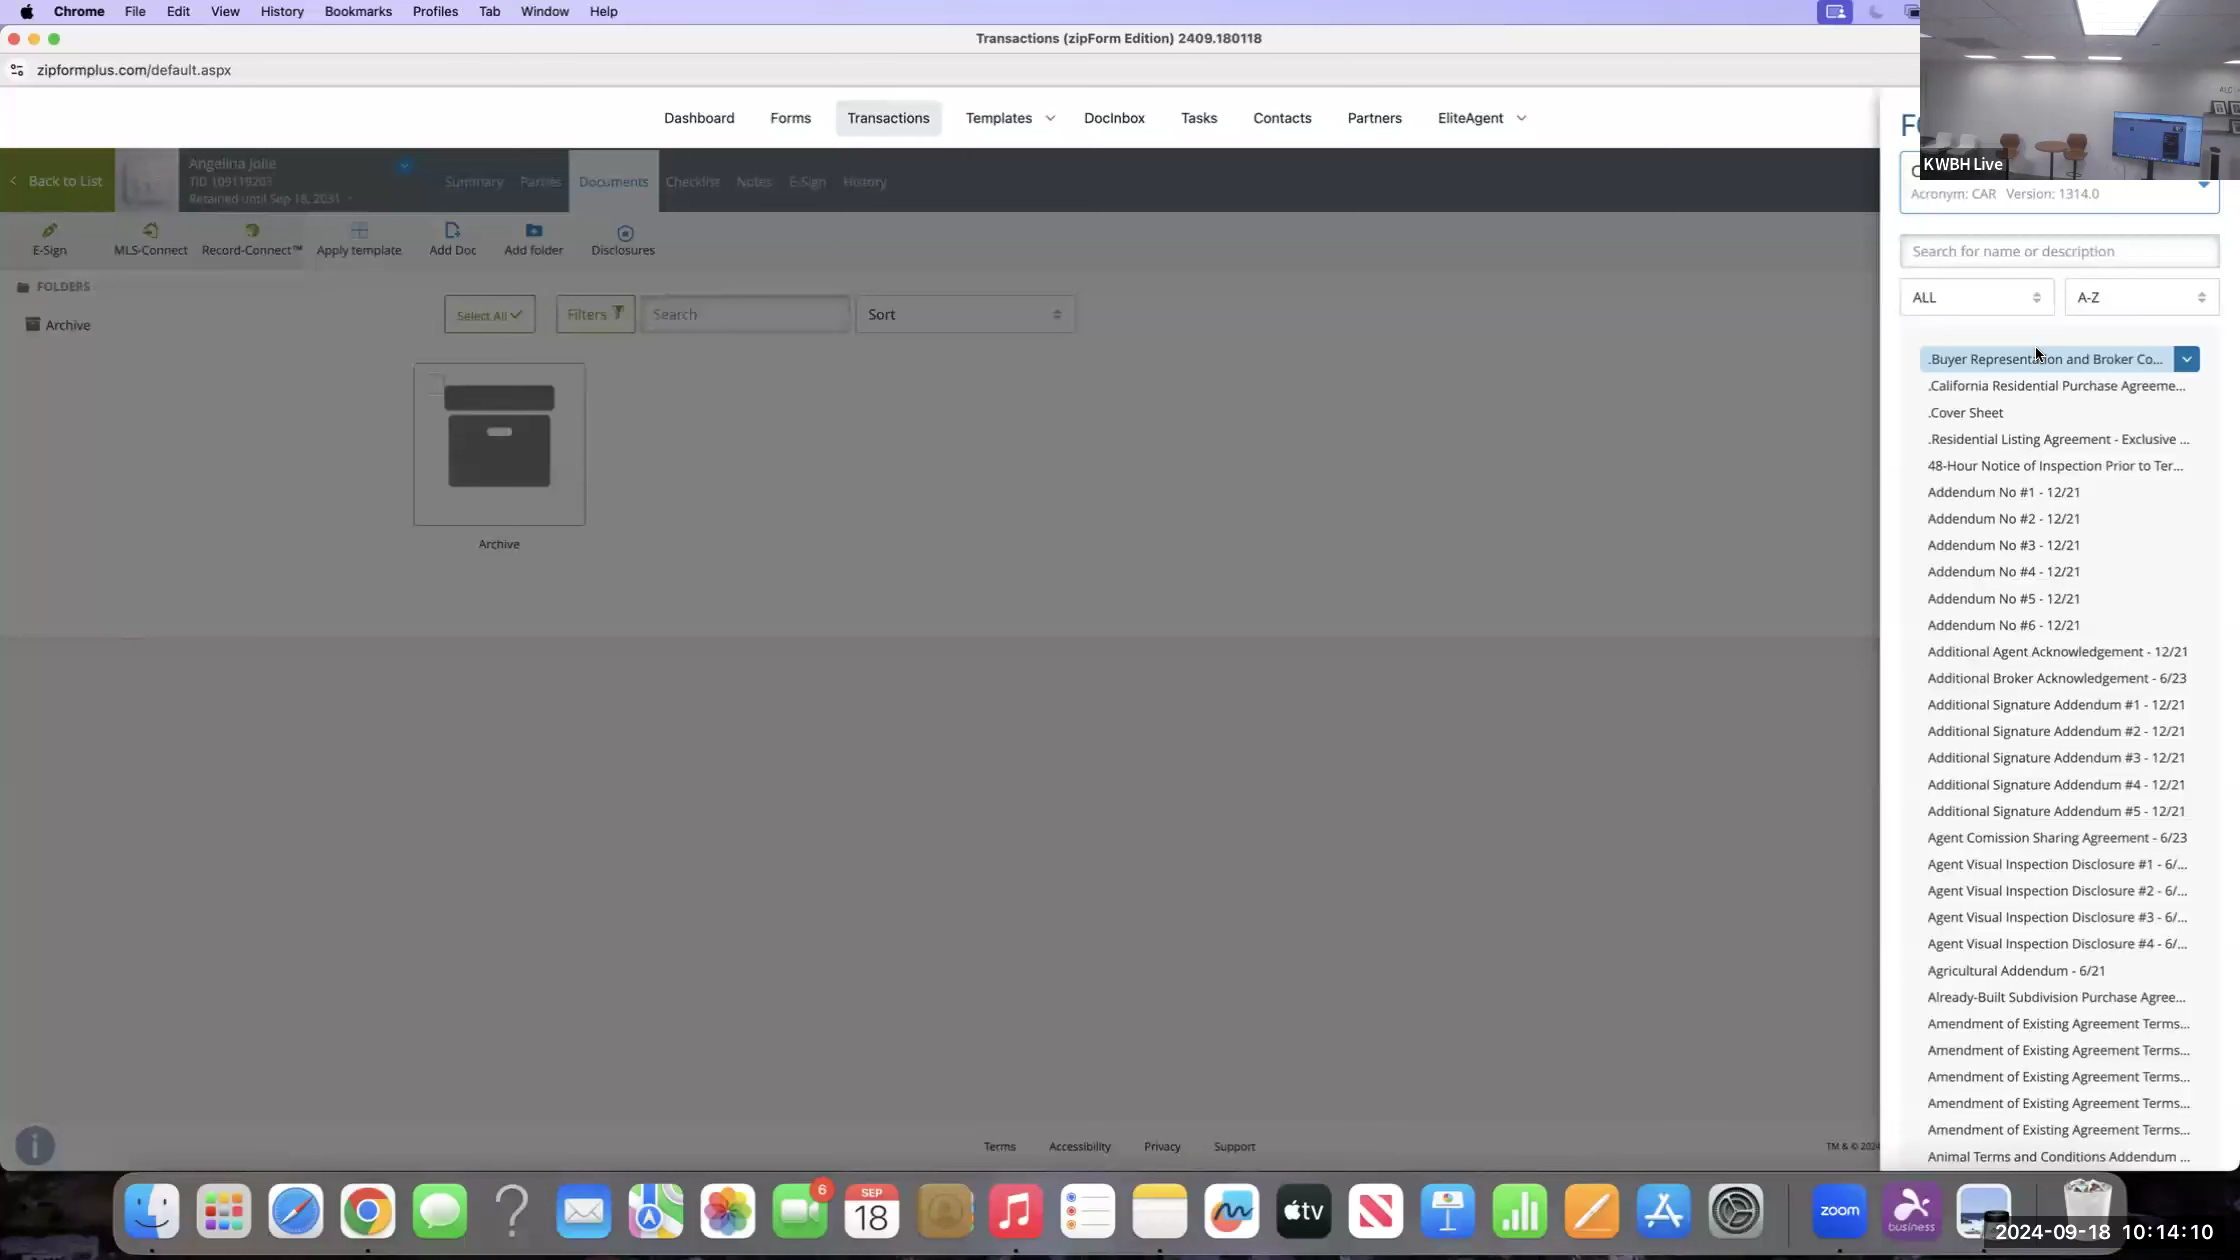 Chrome File Edit View History Bookmarks Profiles Tab Window Help
Transactions (zipForm Edition) 2409.180118
zipformplus.com/default.aspx
Dashboard Forms Transactions Templates DocInbox Tasks Contacts Partners EliteAgent
KWBH Live
Back to List
Angelina Jolie
TID 109119203
Retained until Sep 18, 2031
Summary Parties Documents Checklist Notes E-Sign History
Acronym: CAR Version: 1314.0
E-Sign MLS-Connect Record-Connect™ Apply template Add Doc Add folder Disclosures
Search for name or description
FOLDERS
ALL A-Z
Archive
Select All Filters Search Sort
Archive
.Buyer Representation and Broker Co...
.California Residential Purchase Agreeme...
.Cover Sheet
.Residential Listing Agreement - Exclusive ...
48-Hour Notice of Inspection Prior to Ter...
Addendum No #1 - 12/21
Addendum No #2 - 12/21
Addendum No #3 - 12/21
Addendum No #4 - 12/21
Addendum No #5 - 12/21
Addendum No #6 - 12/21
Additional Agent Acknowledgement - 12/21
Additional Broker Acknowledgement - 6/23
Additional Signature Addendum #1 - 12/21
Additional Signature Addendum #2 - 12/21
Additional Signature Addendum #3 - 12/21
Additional Signature Addendum #4 - 12/21
Additional Signature Addendum #5 - 12/21
Agent Comission Sharing Agreement - 6/23
Agent Visual Inspection Disclosure #1 - 6/...
Agent Visual Inspection Disclosure #2 - 6/...
Agent Visual Inspection Disclosure #3 - 6/...
Agent Visual Inspection Disclosure #4 - 6/...
Agricultural Addendum - 6/21
Already-Built Subdivision Purchase Agree...
Amendment of Existing Agreement Terms...
Amendment of Existing Agreement Terms...
Amendment of Existing Agreement Terms...
Amendment of Existing Agreement Terms...
Amendment of Existing Agreement Terms...
Animal Terms and Conditions Addendum ...
Terms Accessibility Privacy Support
TM & © 202
6
SEP
18
tv
zoom
business
2024-09-18 10:14:10